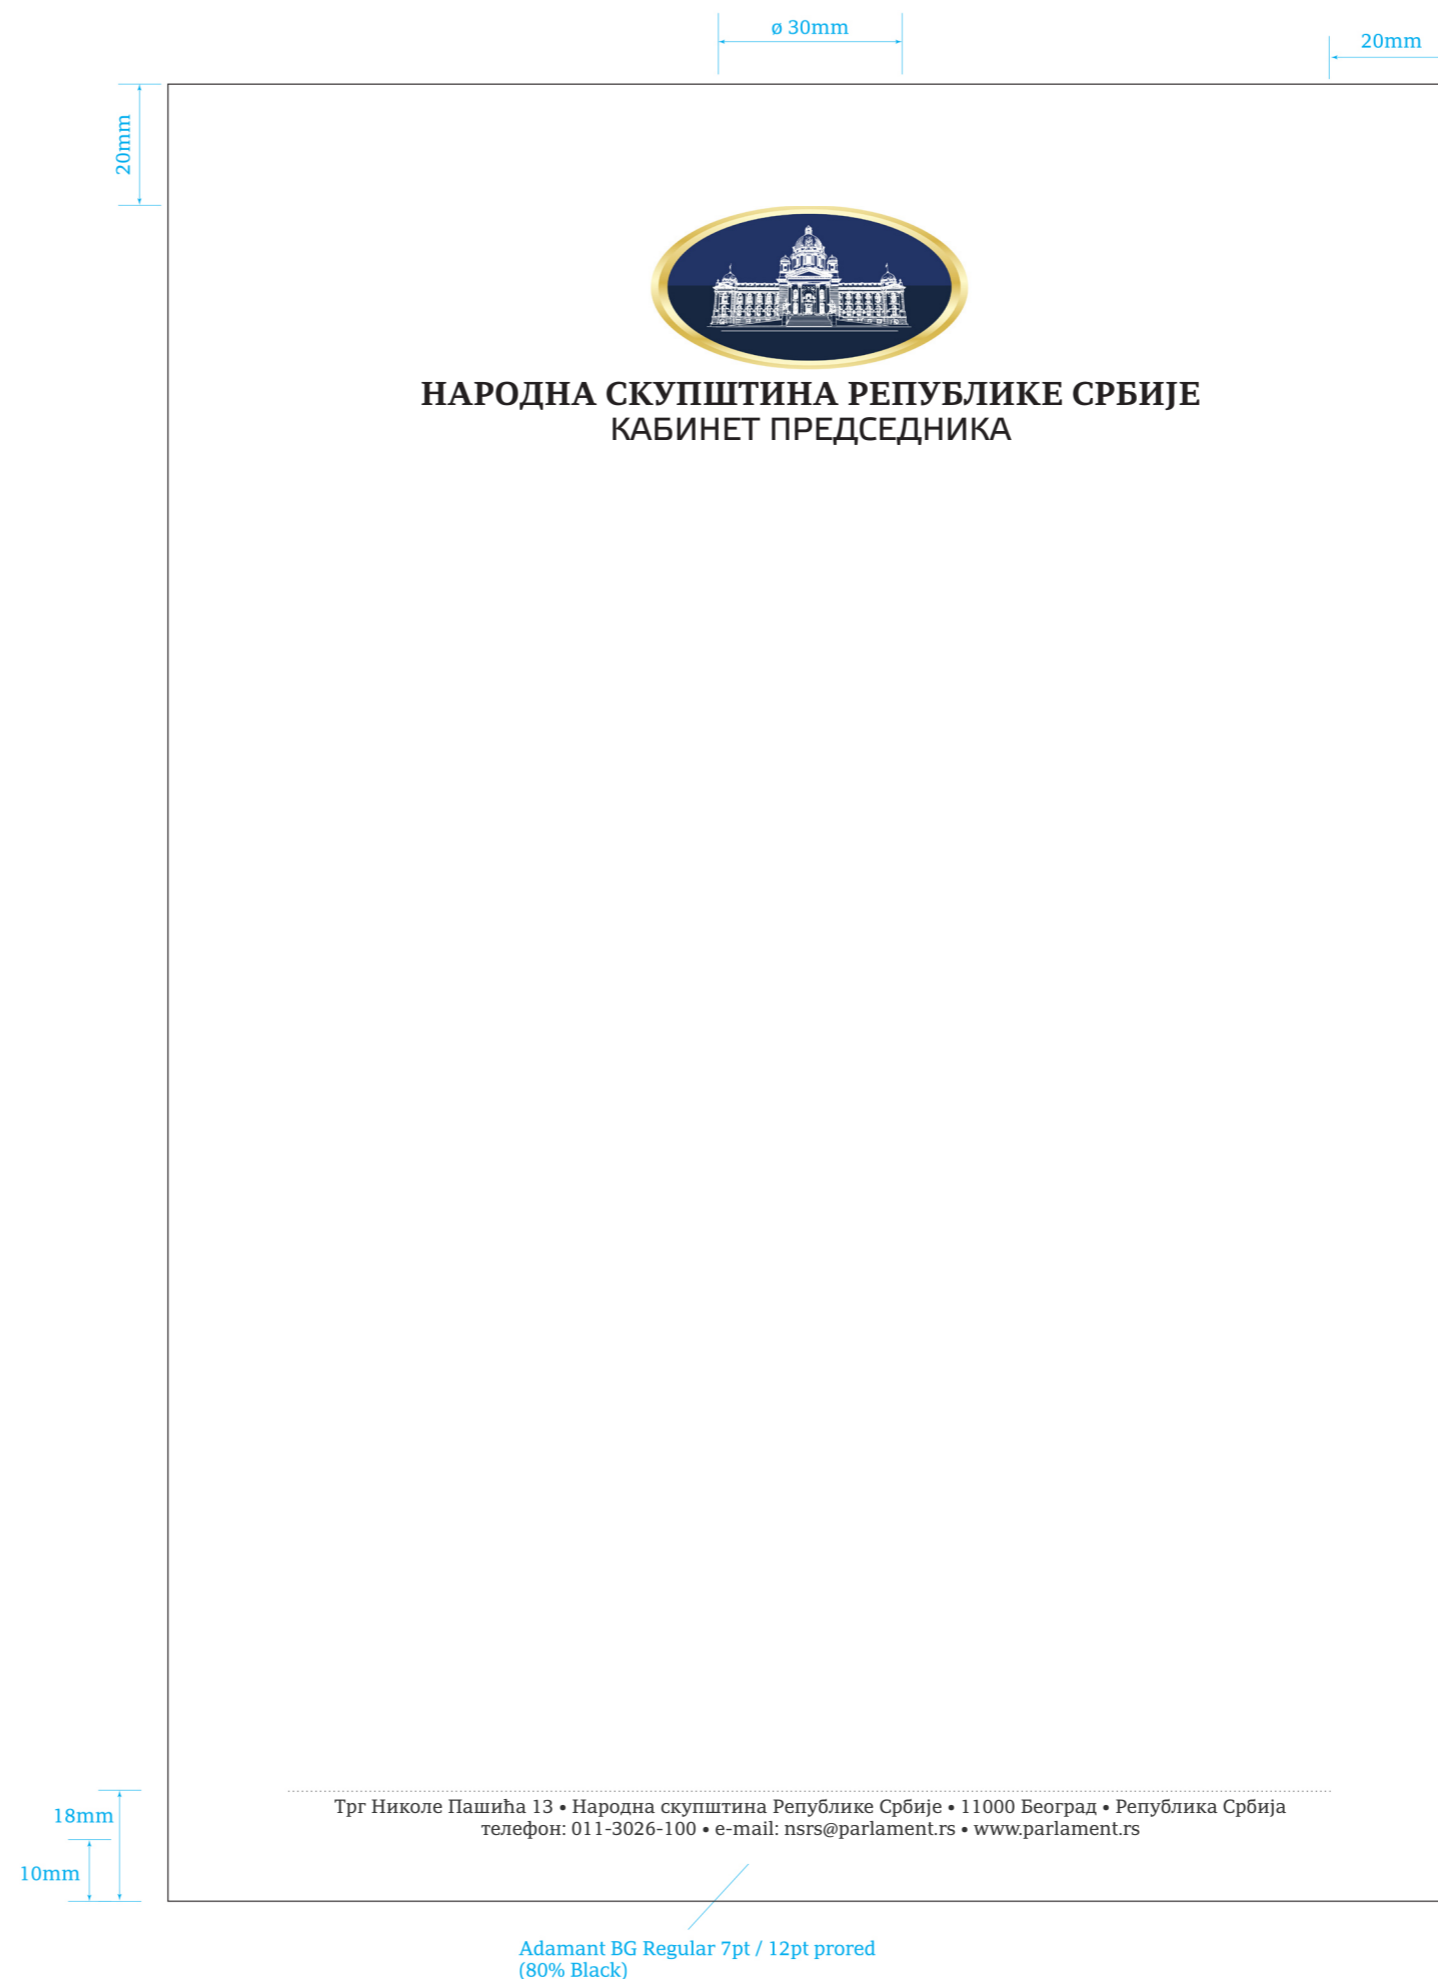 ø 30mm
20mm
20mm
НАРОДНА СКУПШТИНА РЕПУБЛИКЕ СРБИЈЕ
КАБИНЕТ ПРЕДСЕДНИКА
Трг Николе Пашића 13 • Народна скупштина Републике Србије • 11000 Београд • Република Србија
телефон: 011-3026-100 • e-mail: nsrs@parlament.rs • www.parlament.rs
18mm
10mm
Adamant BG Regular 7pt / 12pt prored
(80% Black)